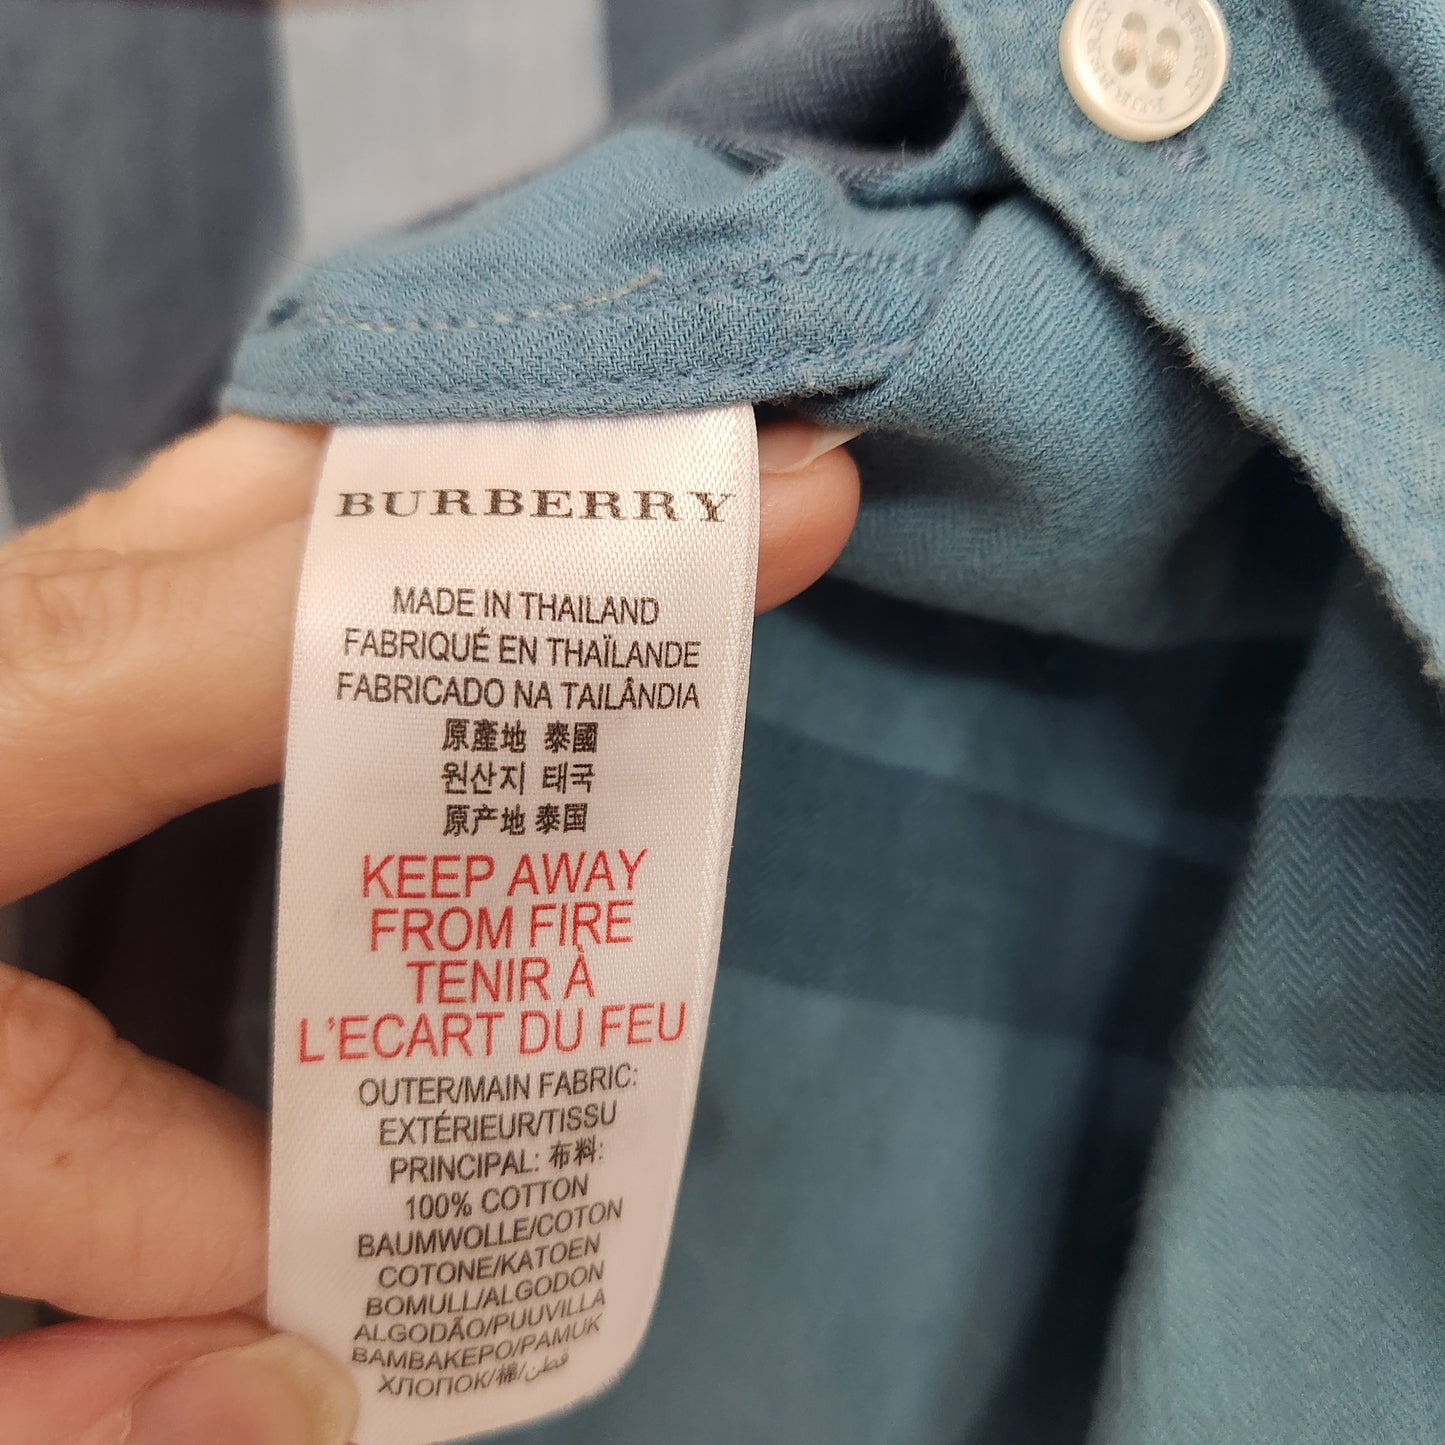 BURBERRY
BURBERRY
MADE IN THAILAND
FABRIQUÉ EN THAÏLANDE
FABRICADO NA TAILÂNDIA
原產地 泰國
원산지 태국
原产地 泰国
KEEP AWAY
FROM FIRE
TENIR À
L'ECART DU FEU
OUTER/MAIN FABRIC:
EXTÉRIEUR/TISSU
PRINCIPAL: 布料:
100% COTTON
BAUMWOLLE/COTON
COTONE/KATOEN
BOMULL/ALGODON
ALGODÃO/PUUVILLA
BAMBAKEPO/PAMUK
ХЛОПОК/棉/قطن